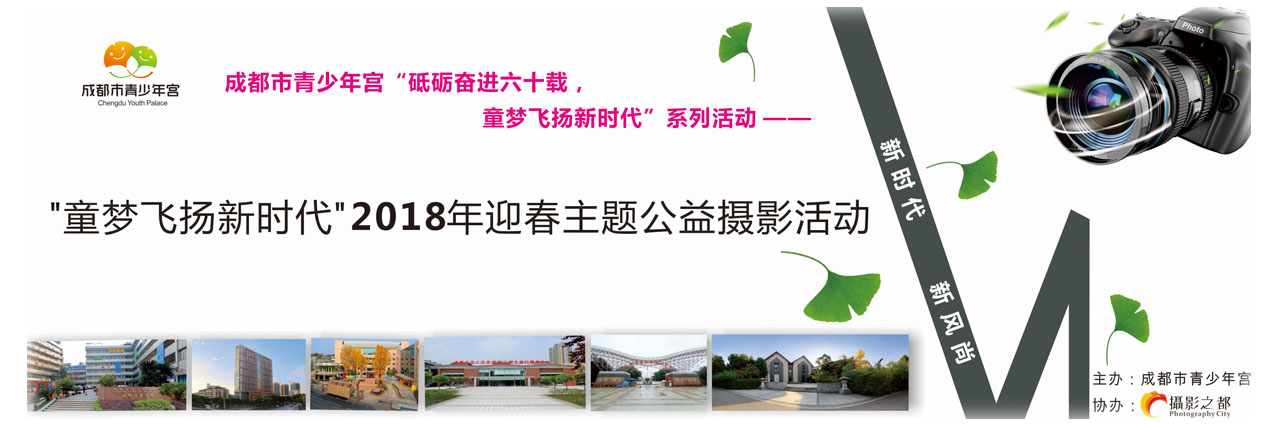 成都市青少年宫
Chengdu Youth Palace
成都市青少年宫“砥砺奋进六十载，
童梦飞扬新时代”系列活动 ——
"童梦飞扬新时代"2018年迎春主题公益摄影活动
Photo
新时代 新风尚
主办：成都市青少年宫
协办：攝影之都
Photography City